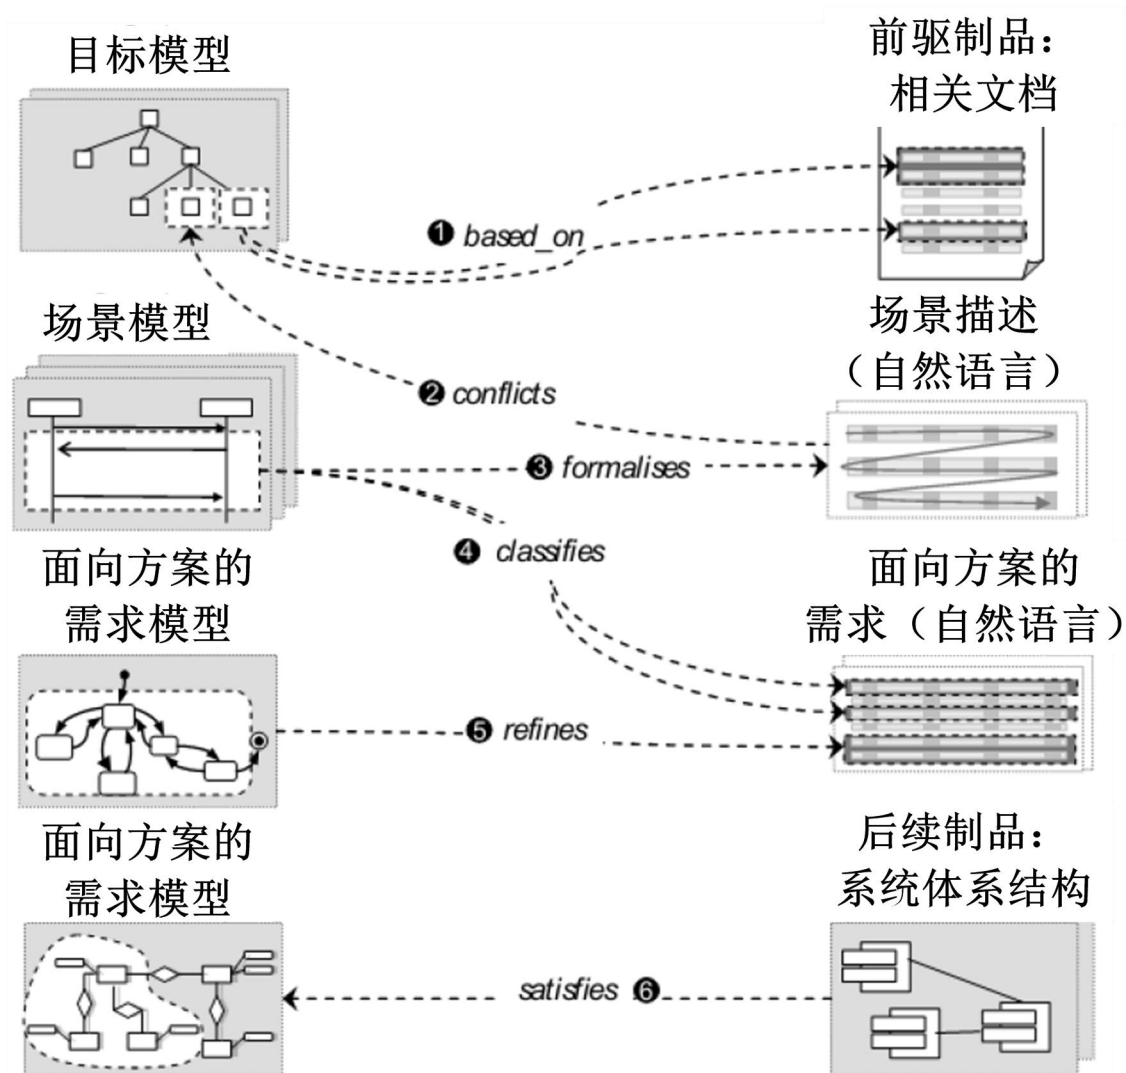 目标模型
前驱制品：
相关文档
❶ based_on
场景模型
场景描述
（自然语言）
❷ conflicts
❸ formalises
❹ classifies
面向方案的
需求模型
面向方案的
需求（自然语言）
❺ refines
面向方案的
需求模型
后续制品：
系统体系结构
satisfies ❻